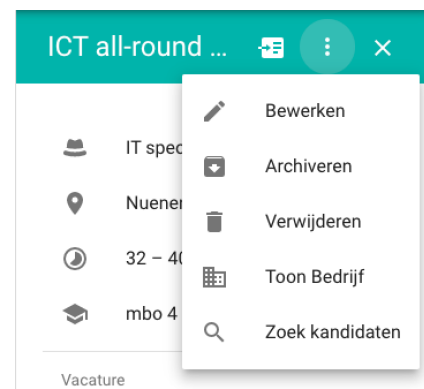 ICT all-round ...
Bewerken
IT spec
Archiveren
Nuenen
Verwijderen
32 – 40
Toon Bedrijf
mbo 4
Zoek kandidaten
Vacature